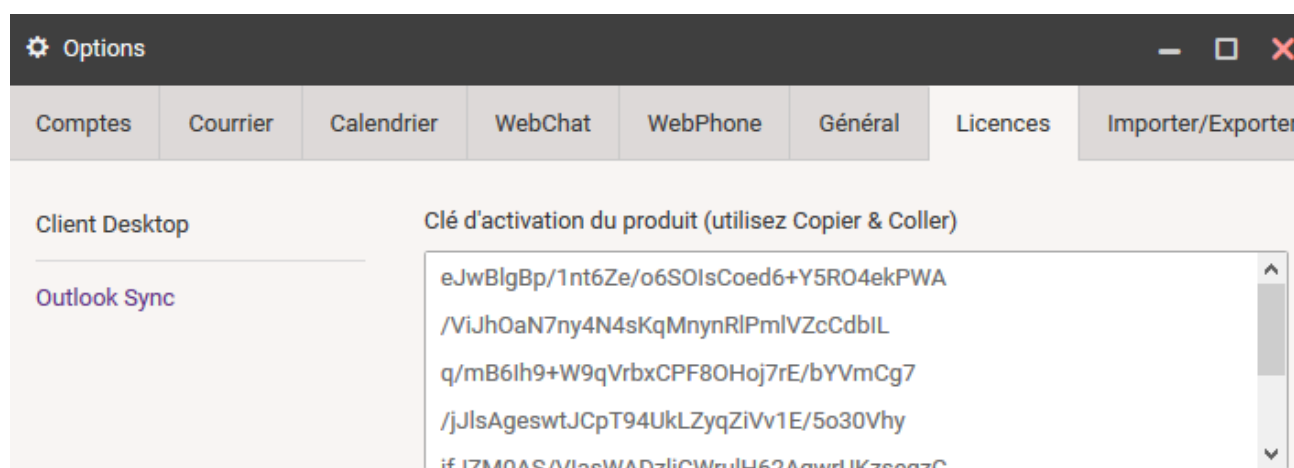 Options
Comptes Courrier Calendrier WebChat WebPhone Général Licences Importer/Exporter
Client Desktop
Outlook Sync
Clé d'activation du produit (utilisez Copier & Coller)
eJwBlgBp/1nt6Ze/o6SOIsCoed6+Y5RO4ekPWA
/ViJhOaN7ny4N4sKqMnynRlPmlVZcCdbIL
q/mB6Ih9+W9qVrbxCPF8OHoj7rE/bYVmCg7
/jJlsAgeswtJCpT94UkLZyqZiVv1E/5o30Vhy